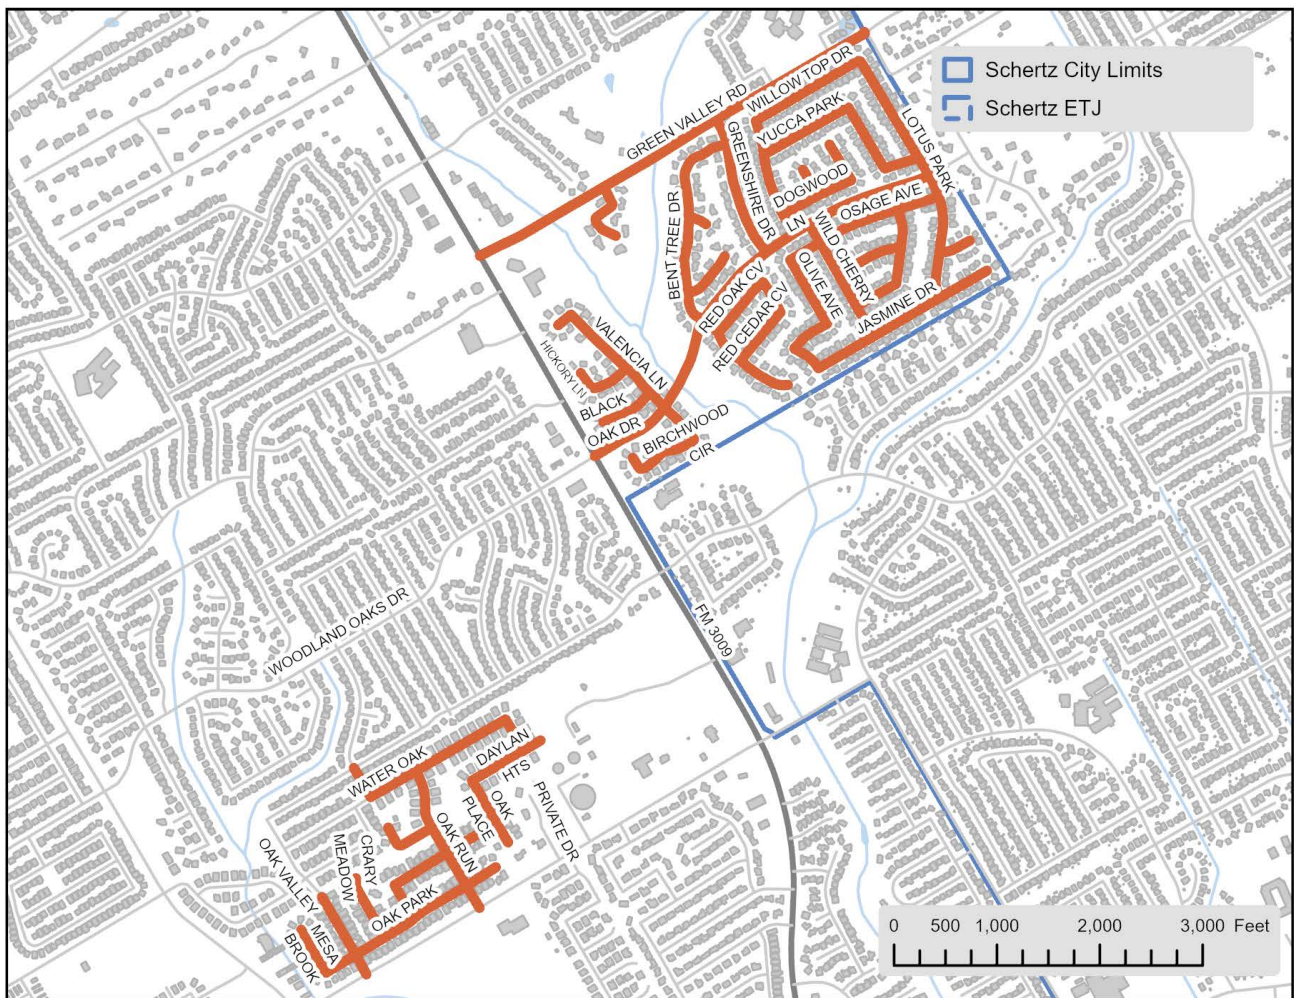 Schertz City Limits
Schertz ETJ
GREEN VALLEY RD
WILLOW TOP DR
YUCCA PARK
LOTUS PARK
GREENSHIRE DR
DOGWOOD
LN
OSAGE AVE
BENT TREE DR
WILD CHERRY
OLIVE AVE
RED OAK CV
RED CEDAR CV
JASMINE DR
VALENCIA LN
HICKORY LN
BLACK
OAK DR
BIRCHWOOD
CIR
FM 3009
WOODLAND OAKS DR
WATER OAK
DAYLAN
HTS
OAK
PLACE
PRIVATE DR
OAK RUN
CRARY
MEADOW
OAK VALLEY
OAK PARK
MESA
BROOK
0 500 1,000 2,000 3,000 Feet